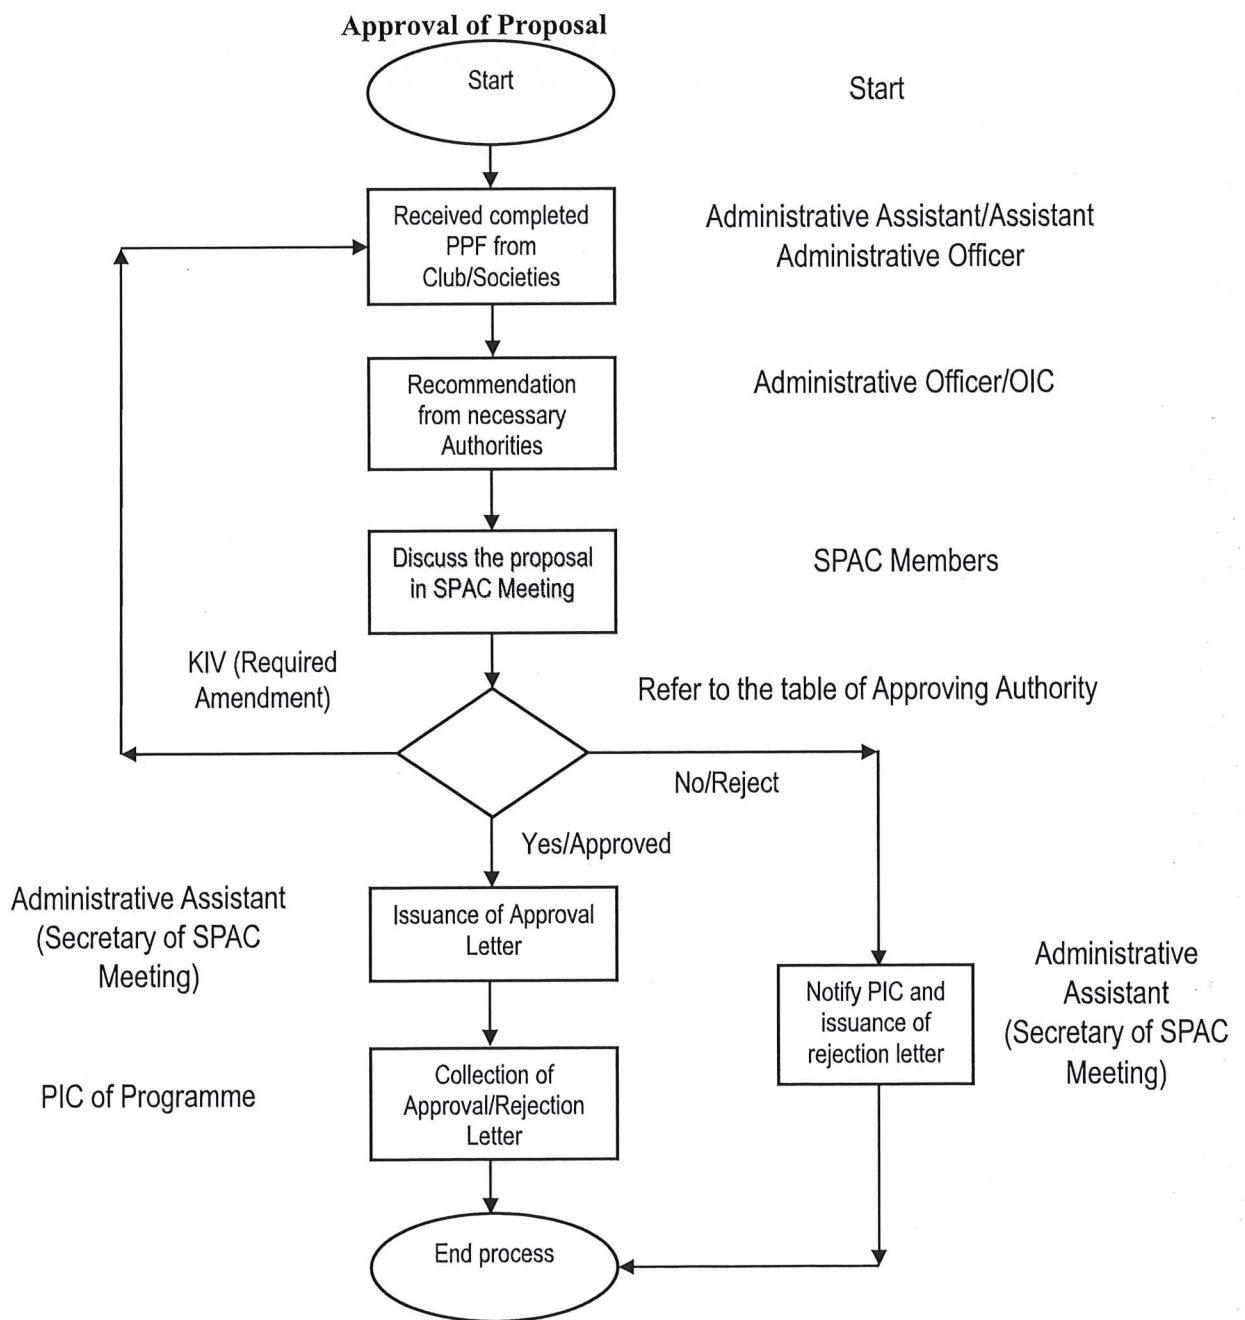 Approval of Proposal
Start
Start
Received completed
PPF from
Club/Societies
Administrative Assistant/Assistant
Administrative Officer
Recommendation
from necessary
Authorities
Administrative Officer/OIC
Discuss the proposal
in SPAC Meeting
SPAC Members
KIV (Required
Amendment)
Refer to the table of Approving Authority
No/Reject
Yes/Approved
Administrative Assistant
(Secretary of SPAC
Meeting)
Issuance of Approval
Letter
Notify PIC and
issuance of
rejection letter
Administrative
Assistant
(Secretary of SPAC
Meeting)
PIC of Programme
Collection of
Approval/Rejection
Letter
End process